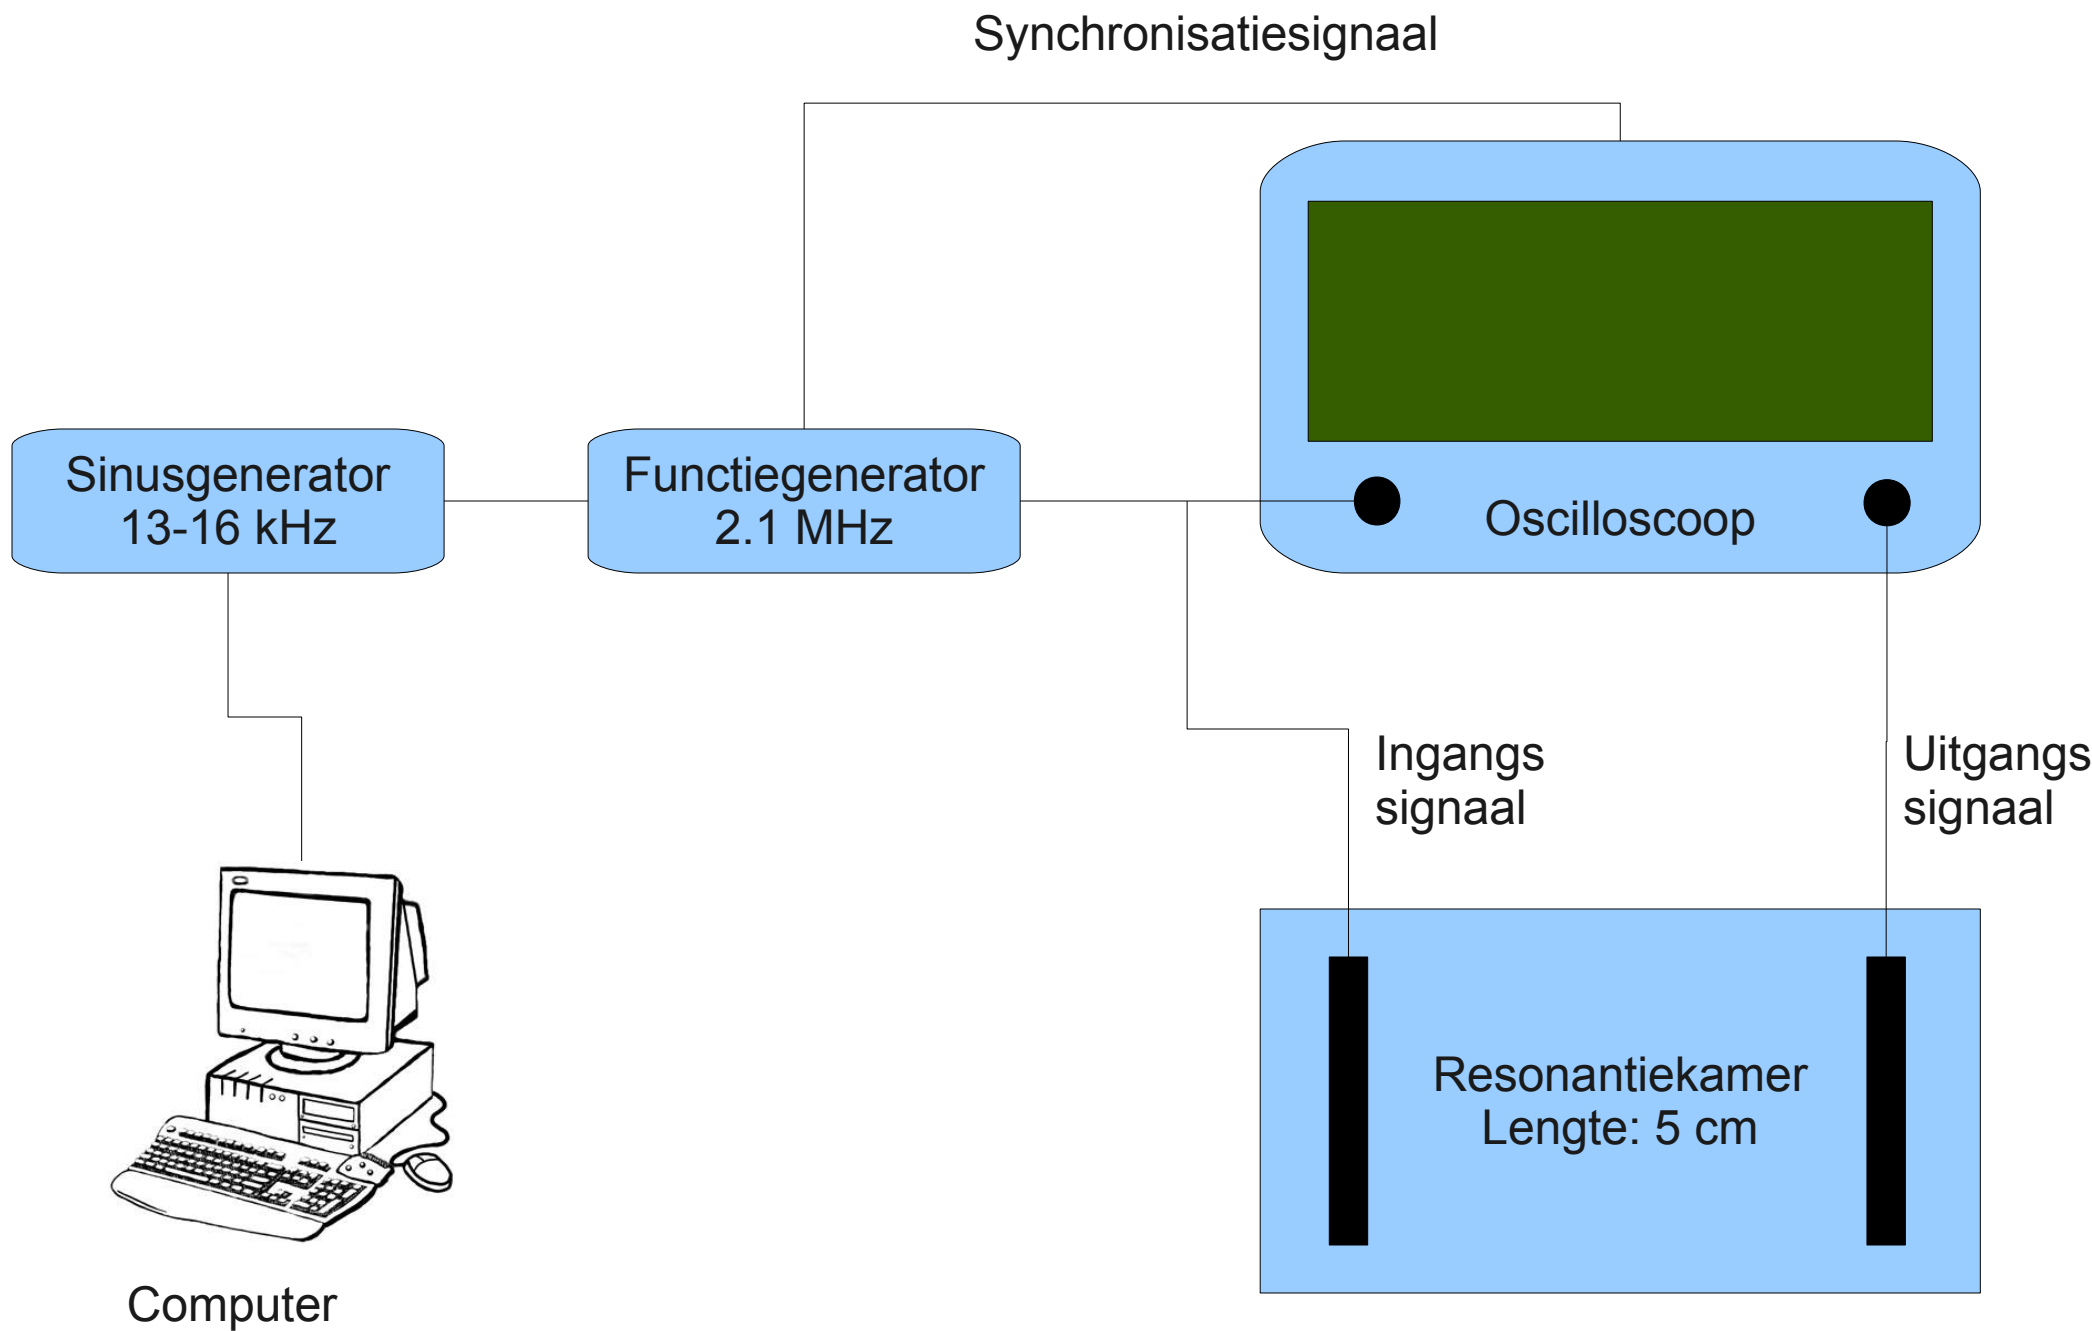 Synchronisatiesignaal
Sinusgenerator
13-16 kHz
Functiegenerator
2.1 MHz
Oscilloscoop
Ingangs
signaal
Uitgangs
signaal
Resonantiekamer
Lengte: 5 cm
Computer